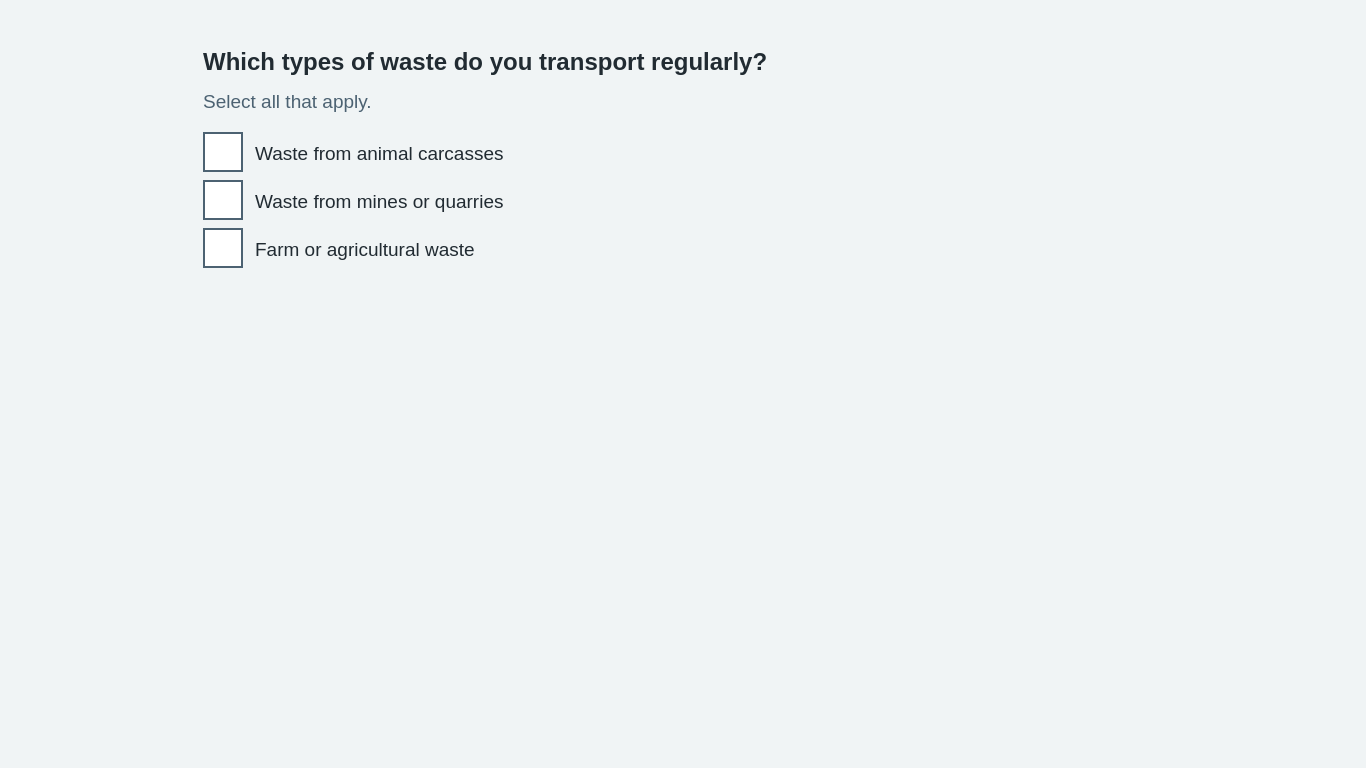 Which types of waste do you transport regularly?
Select all that apply.
Waste from animal carcasses
Waste from mines or quarries
Farm or agricultural waste